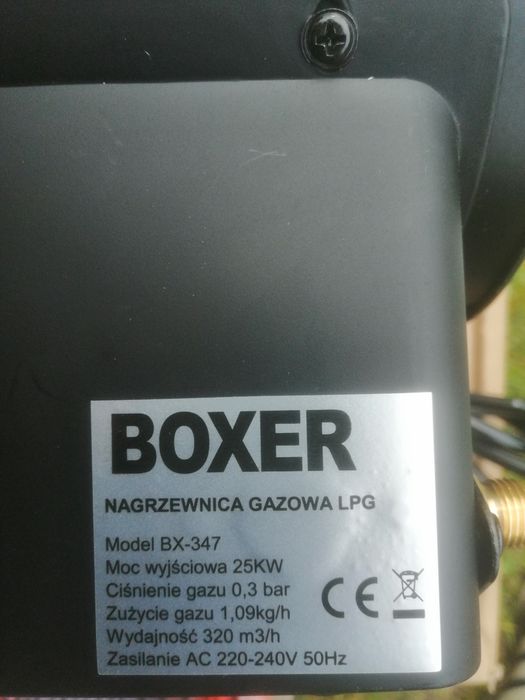 BOXER
NAGRZEWNICA GAZOWA LPG
Model BX-347
Moc wyjściowa 25KW
Ciśnienie gazu 0,3 bar
Zużycie gazu 1,09kg/h
Wydajność 320 m3/h
Zasilanie AC 220-240V 50Hz
CE